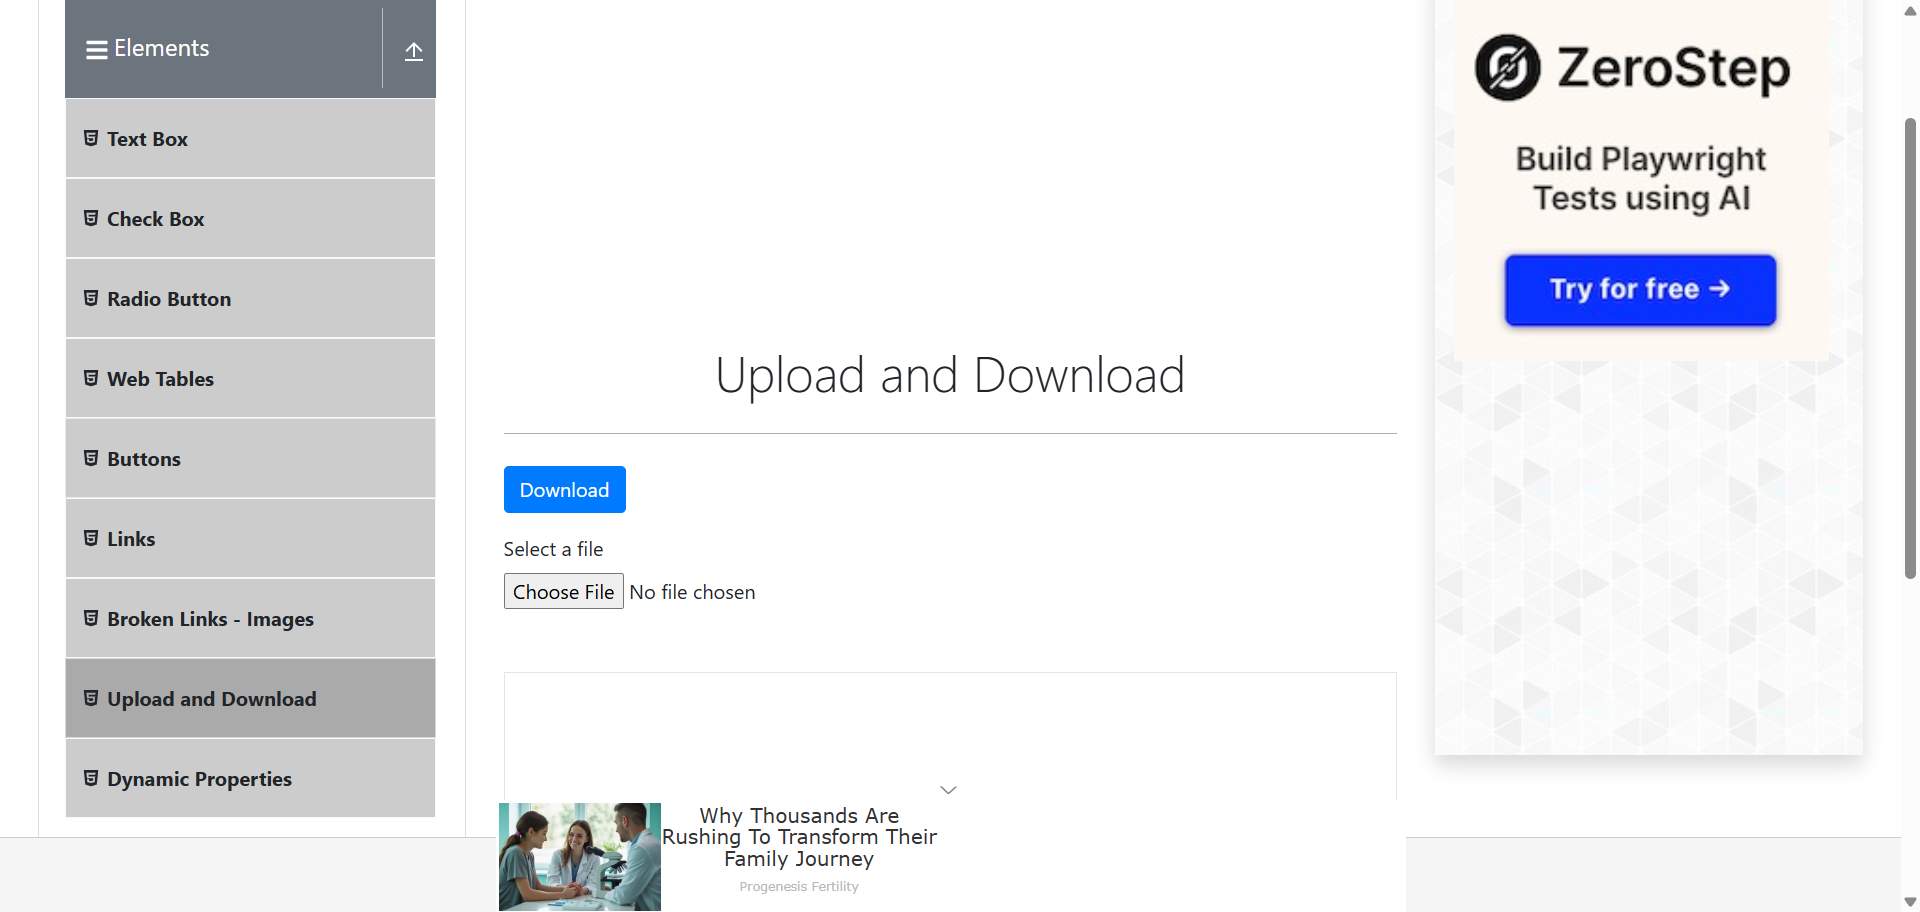 Elements
Text Box
Check Box
Radio Button
Web Tables
Buttons
Links
Broken Links - Images
Upload and Download
Dynamic Properties
Upload and Download
Download
Select a file
Choose File No file chosen
Why Thousands Are
Rushing To Transform Their
Family Journey
Progenesis Fertility
ZeroStep
Build Playwright
Tests using AI
Try for free →